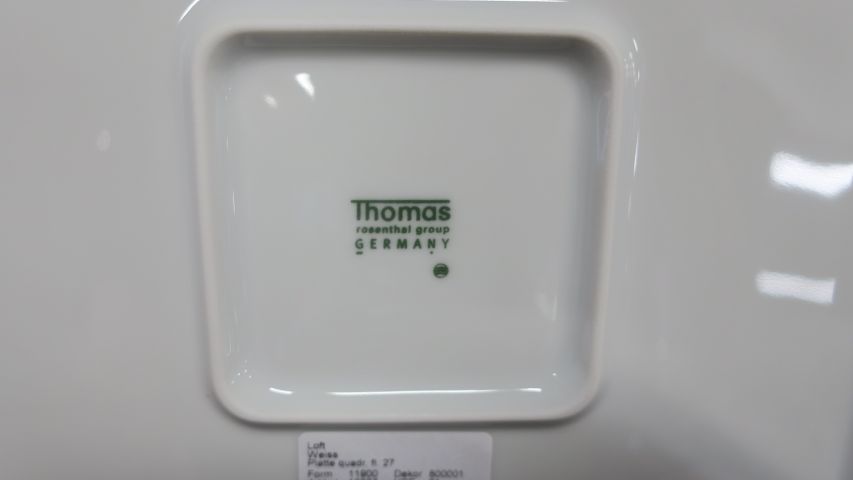 Thomas
rosenthal group
GERMANY
Loft
Weiss
Platte quadr. fl. 27
Form 11900 Dekor 800001